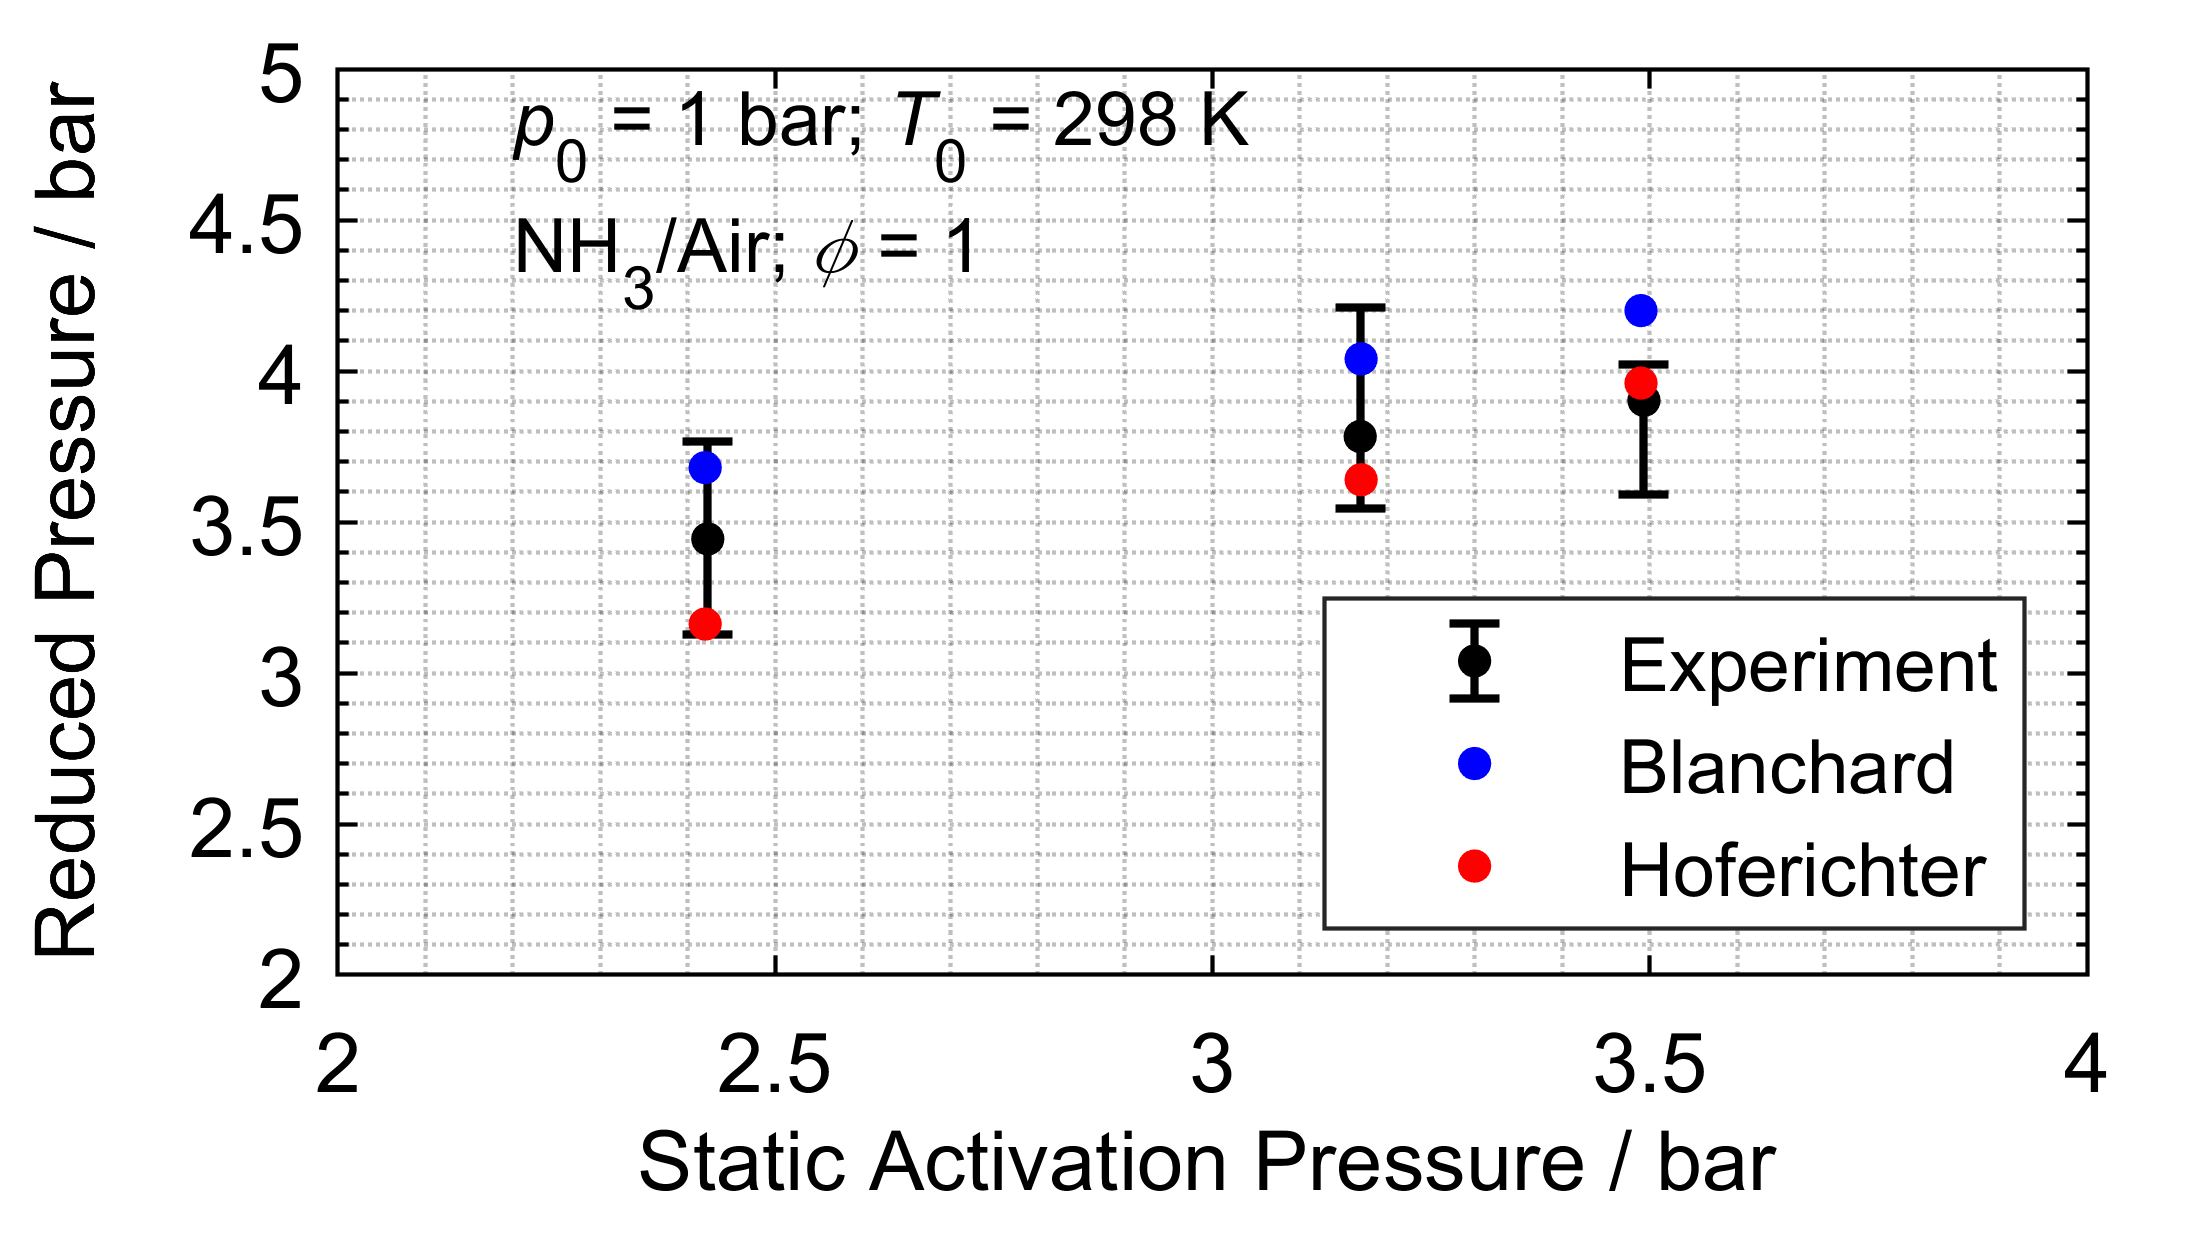 Reduced Pressure / bar
5
4.5
4
3.5
3
2.5
2
p0 = 1 bar; T0 = 298 K
NH3/Air; ϕ = 1
Experiment
Blanchard
Hoferichter
2 2.5 3 3.5 4
Static Activation Pressure / bar